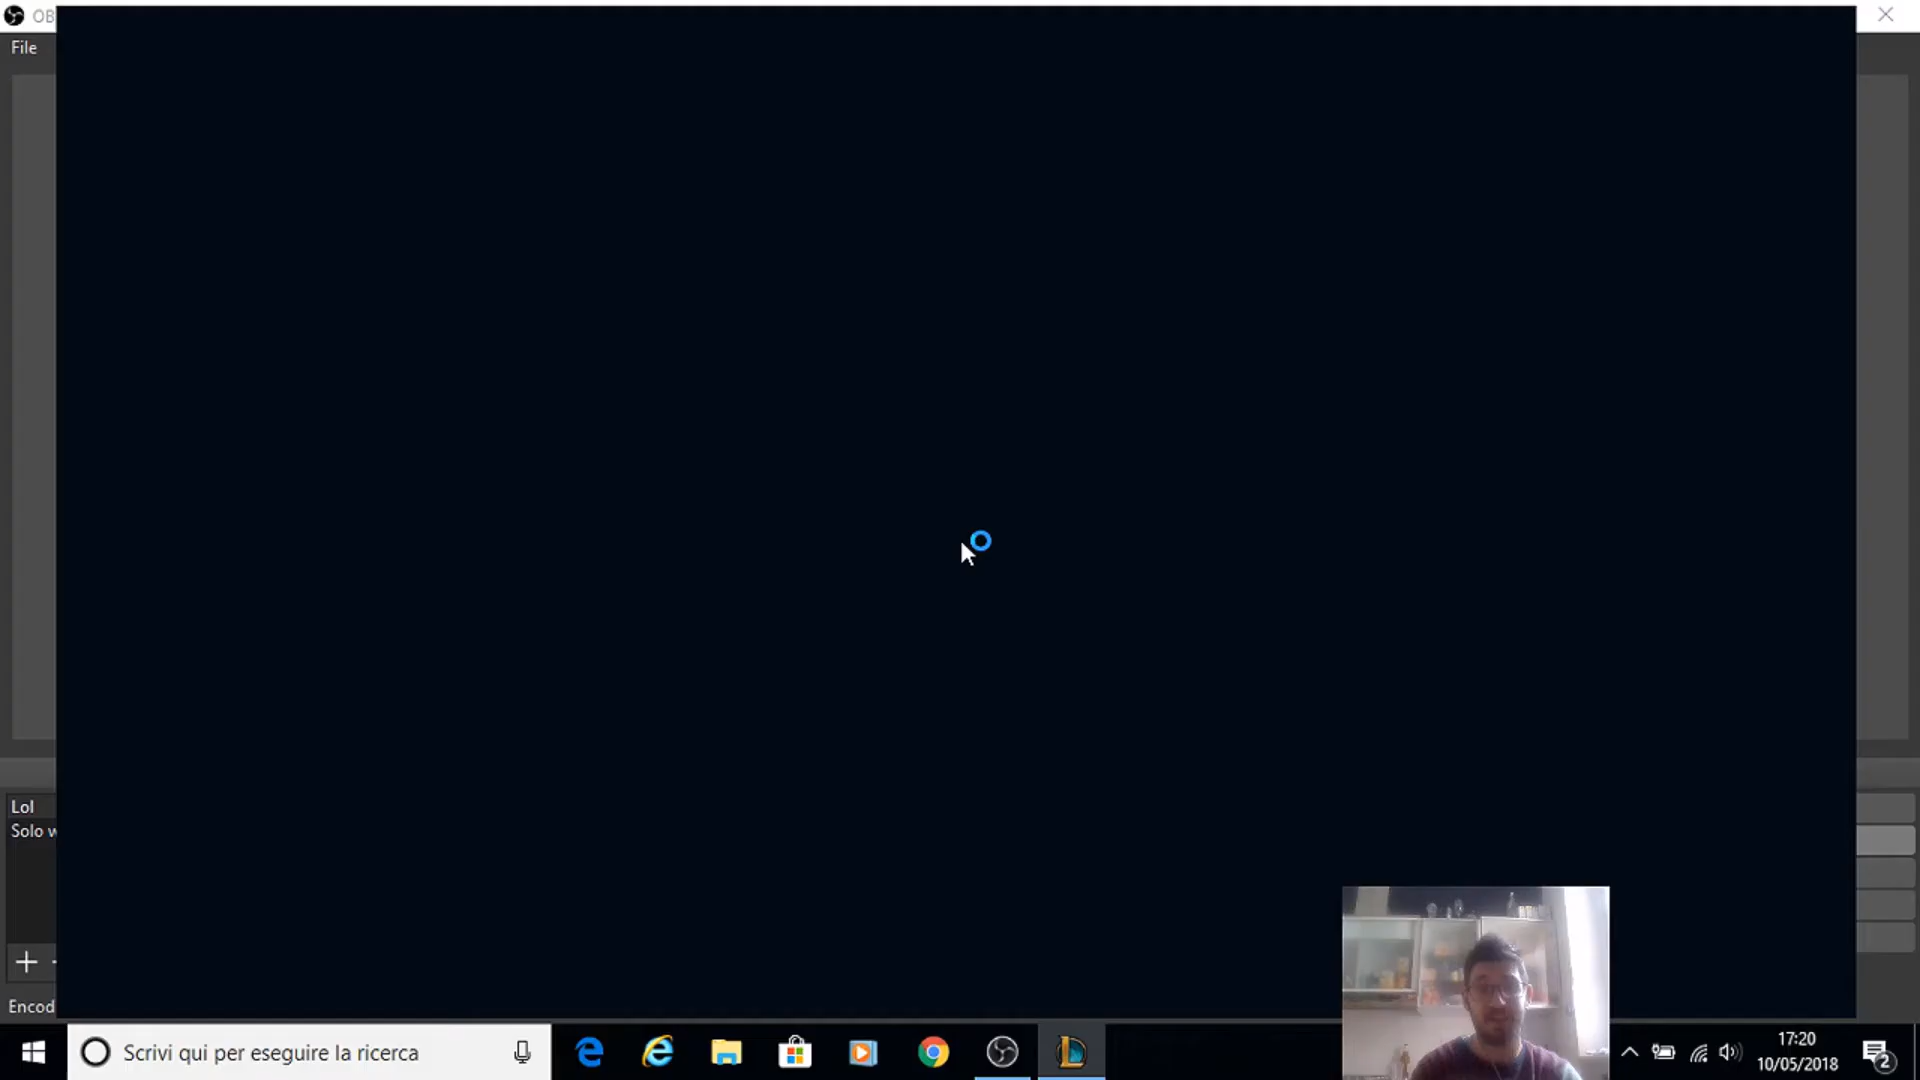 OB
File
Lol
Solo w
Encod
Scrivi qui per eseguire la ricerca
17:20
10/05/2018
2